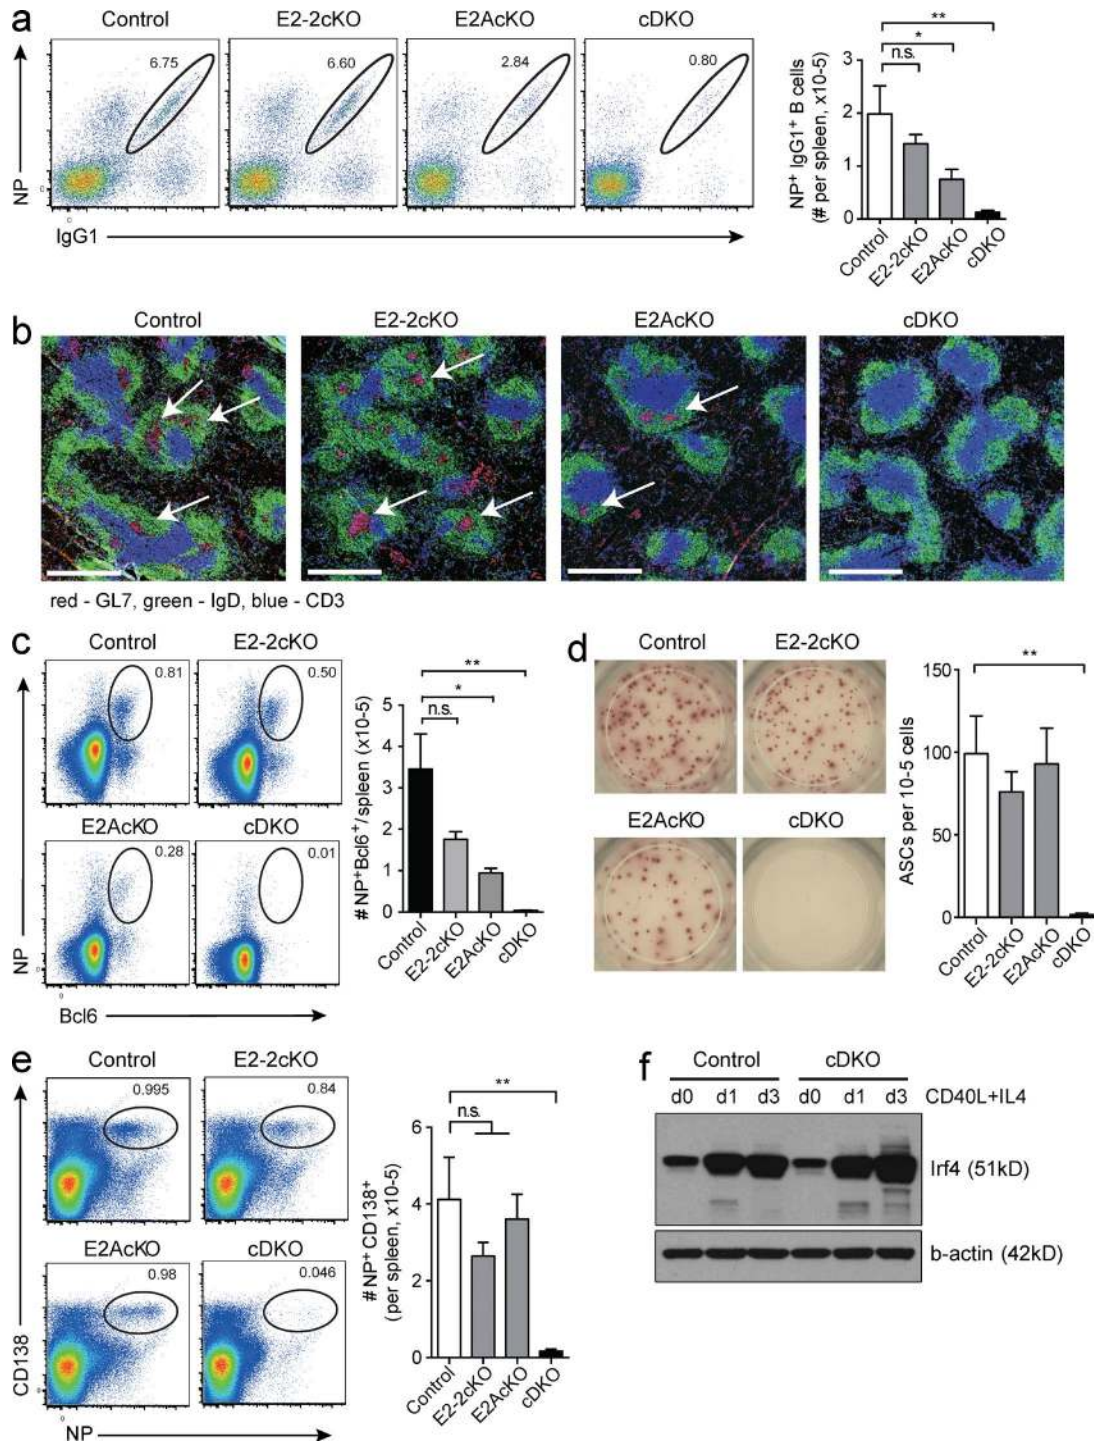 a
Control E2-2cKO E2AcKO cDKO
6.75 6.60 2.84 0.80
NP
0
0
IgG1
**
*
n.s.
3
2
1
0
NP+ IgG1+ B cells
(# per spleen, x10-5)
Control E2-2cKO E2AcKO cDKO
b
Control E2-2cKO E2AcKO cDKO
red - GL7, green - IgD, blue - CD3
c
Control E2-2cKO
0.81 0.50
E2AcKO cDKO
0.28 0.01
NP
0
0
Bcl6
**
*
n.s.
5
4
3
2
1
0
# NP+Bcl6+/ spleen (x10-5)
Control E2-2cKO E2AcKO cDKO
d
Control E2-2cKO
E2AcKO cDKO
**
150
100
50
0
ASCs per 10-5 cells
Control E2-2cKO E2AcKO cDKO
e
Control E2-2cKO
0.995 0.84
E2AcKO cDKO
0.98 0.046
CD138
0
0
NP
**
n.s.
6
4
2
0
# NP+ CD138+
(per spleen, x10-5)
Control E2-2cKO E2AcKO cDKO
f
Control cDKO
d0 d1 d3 d0 d1 d3 CD40L+IL4
Irf4 (51kD)
b-actin (42kD)